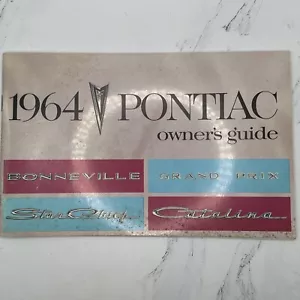 1964 PONTIAC
owner's guide
BONNEVILLE GRAND PRIX
Star Chief Catalina